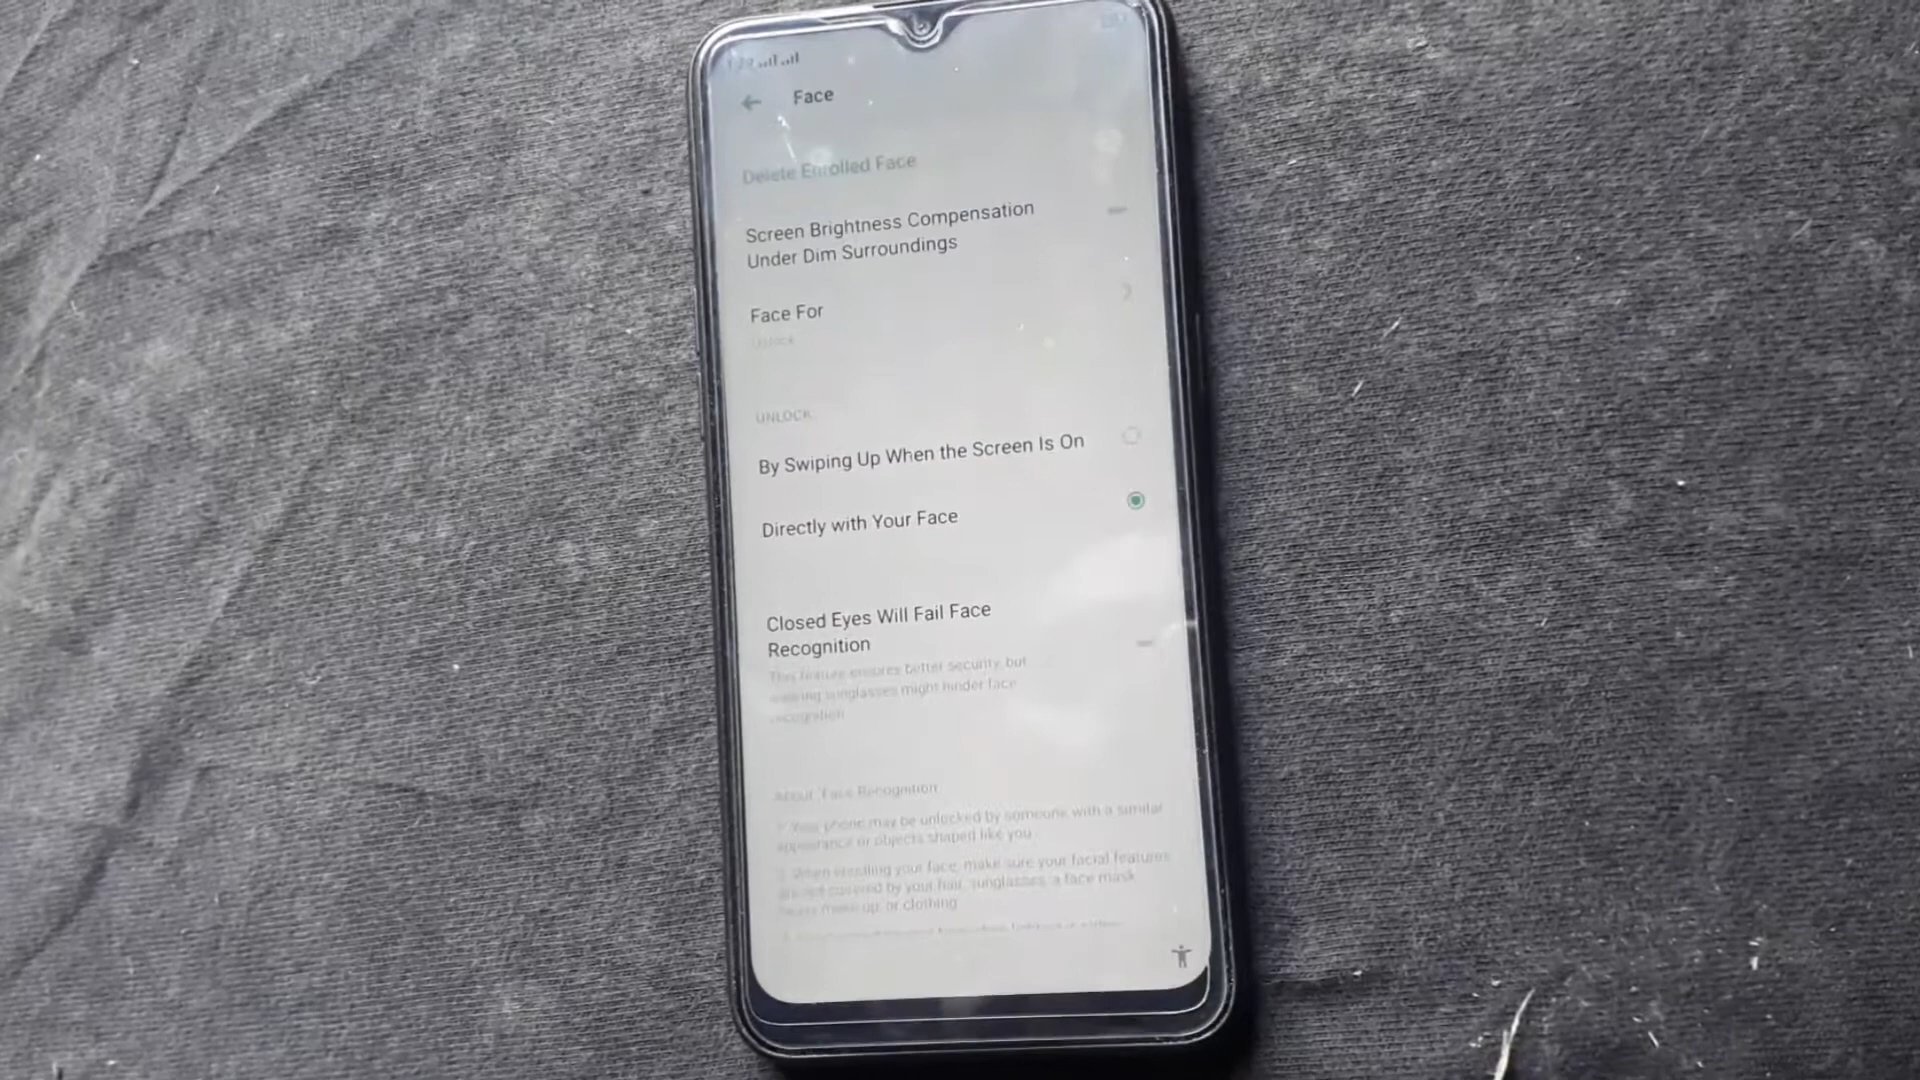 Face
Delete Enrolled Face
Screen Brightness Compensation
Under Dim Surroundings
Face For
Unlock
UNLOCK
By Swiping Up When the Screen Is On
Directly with Your Face
Closed Eyes Will Fail Face
Recognition
This feature ensures better security, but
wearing sunglasses might hinder face
recognition
About Face Recognition
Your phone may be unlocked by someone with a similar
appearance or objects shaped like you.
When enrolling your face, make sure your facial features
are not covered by your hair, sunglasses, a face mask,
heavy make-up, or clothing